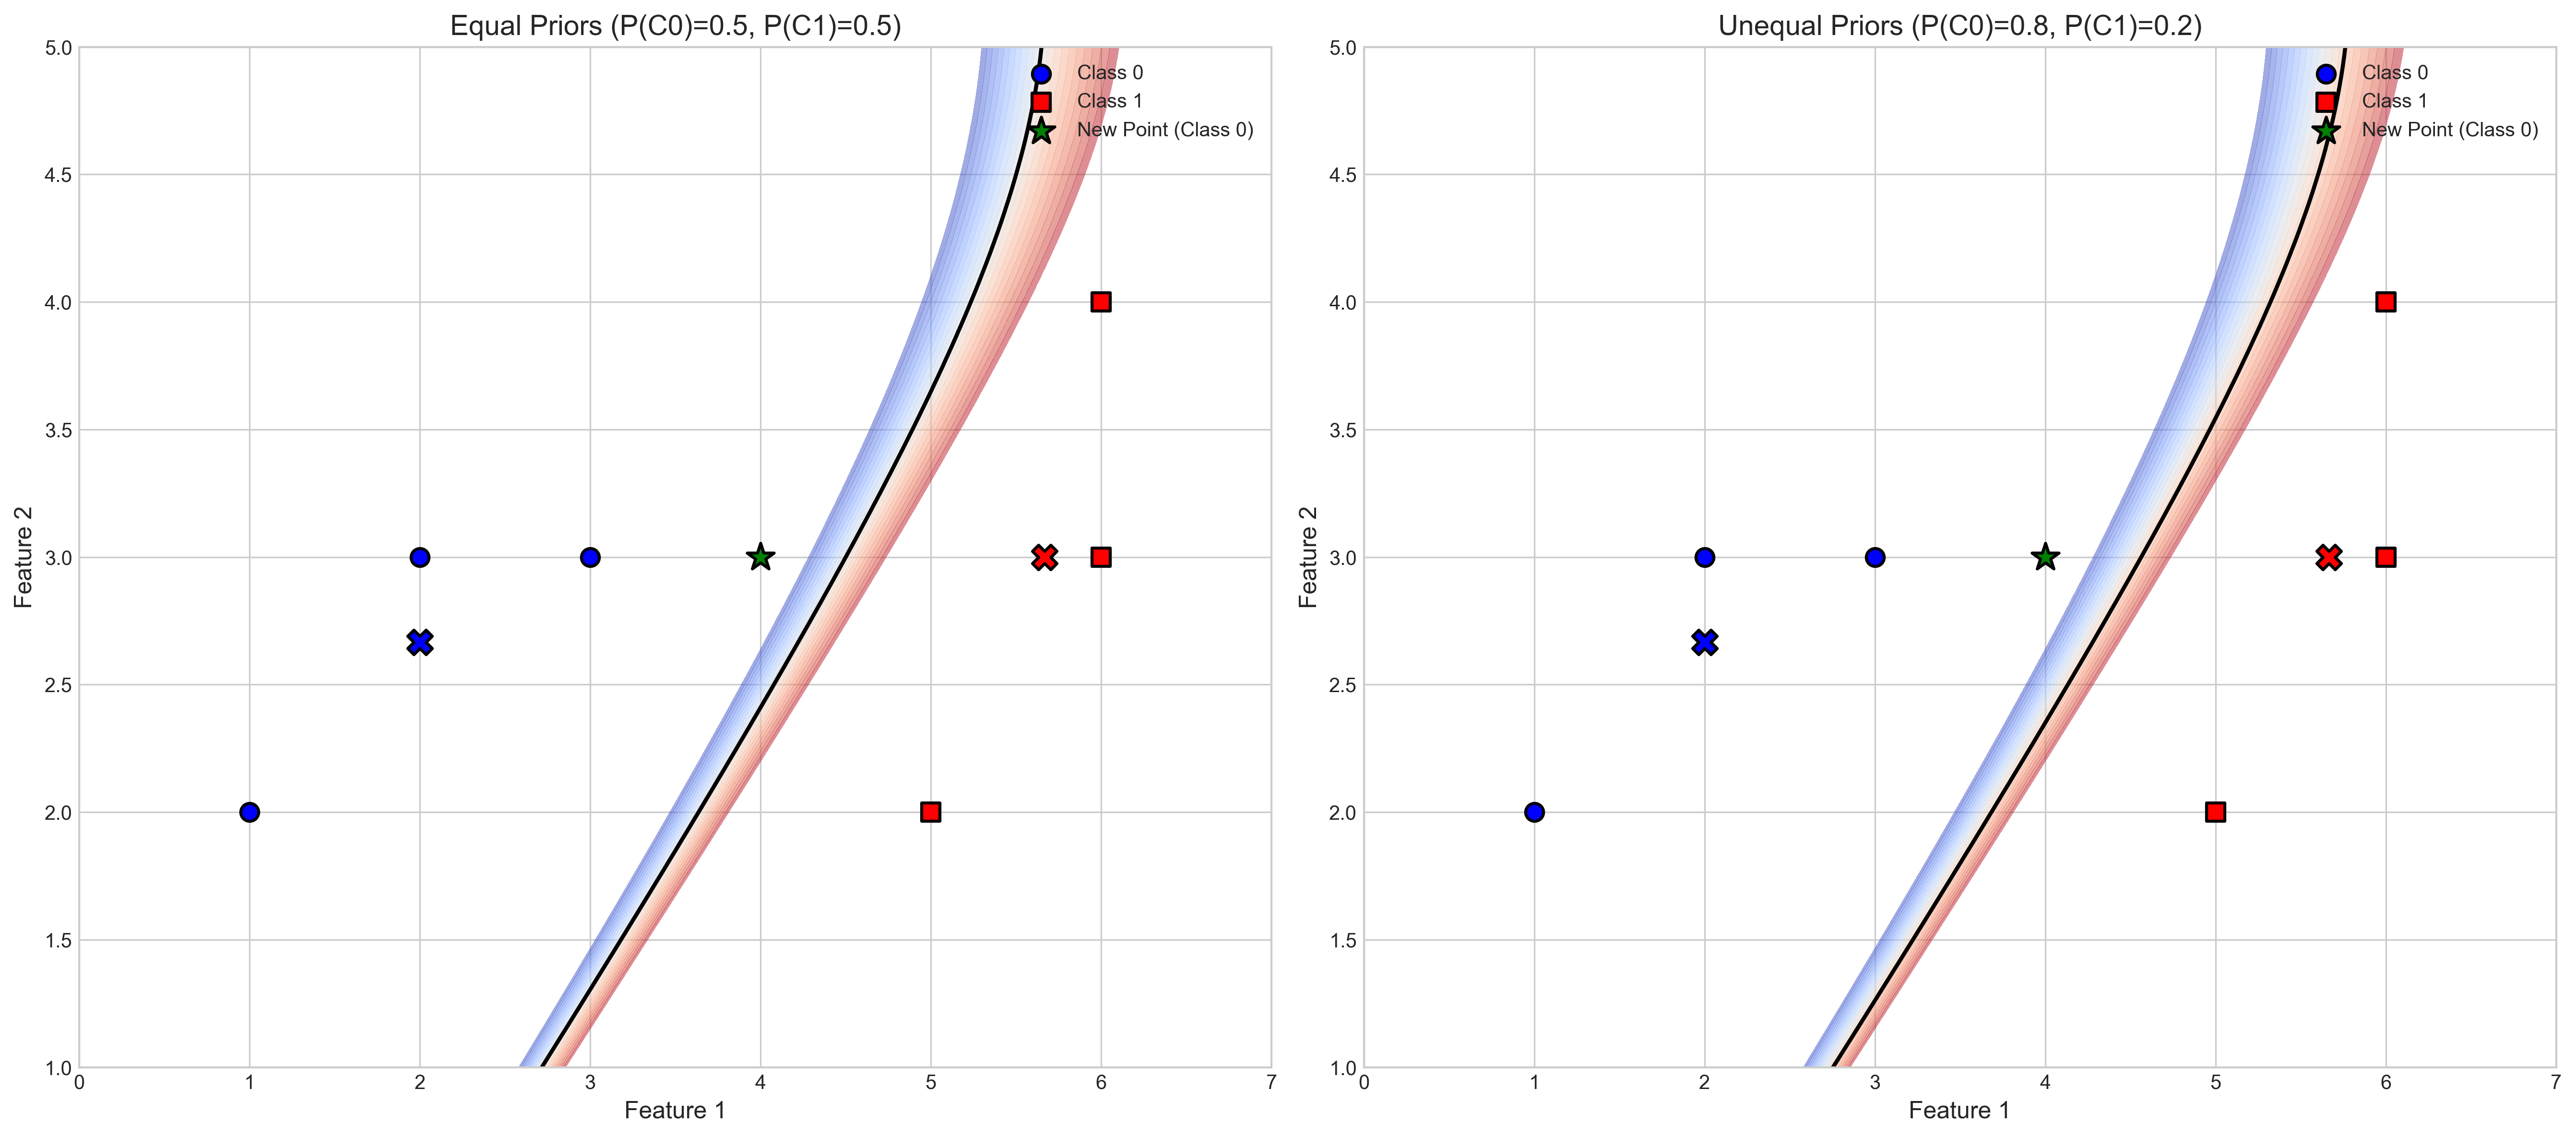 Equal Priors (P(C0)=0.5, P(C1)=0.5)
5.0
4.5
4.0
3.5
3.0
2.5
2.0
1.5
1.0
Feature 2
Class 0
Class 1
New Point (Class 0)
0 1 2 3 4 5 6 7
Feature 1
Unequal Priors (P(C0)=0.8, P(C1)=0.2)
5.0
4.5
4.0
3.5
3.0
2.5
2.0
1.5
1.0
Feature 2
Class 0
Class 1
New Point (Class 0)
0 1 2 3 4 5 6 7
Feature 1